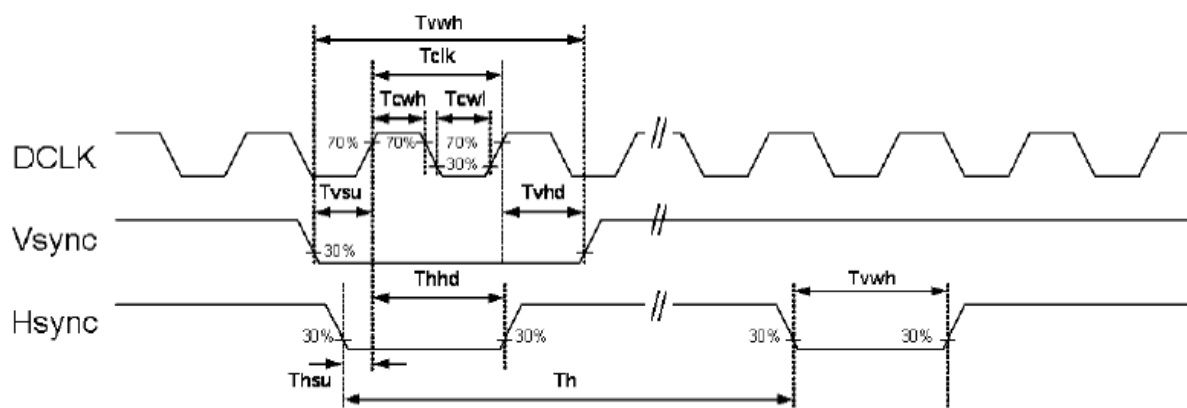 Tvwh
Tclk
Tcwh Tcwl
DCLK 70% 70% 70% 30%
Tvsu Tvhd
Vsync 30%
Thhd Tvwh
Hsync 30% 30% 30% 30%
Thsu Th